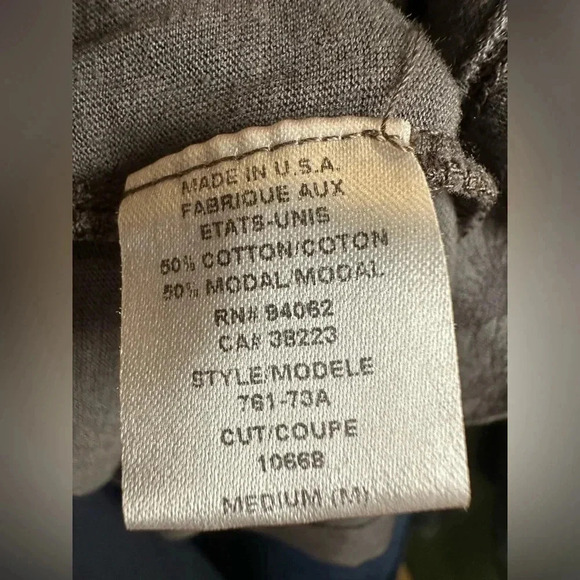 MADE IN U.S.A.
FABRIQUE AUX
ETATS-UNIS
50% COTTON/COTON
50% MODAL/MODAL
RN# 94062
CA# 38223
STYLE/MODELE
761-73A
CUT/COUPE
10668
MEDIUM (M)